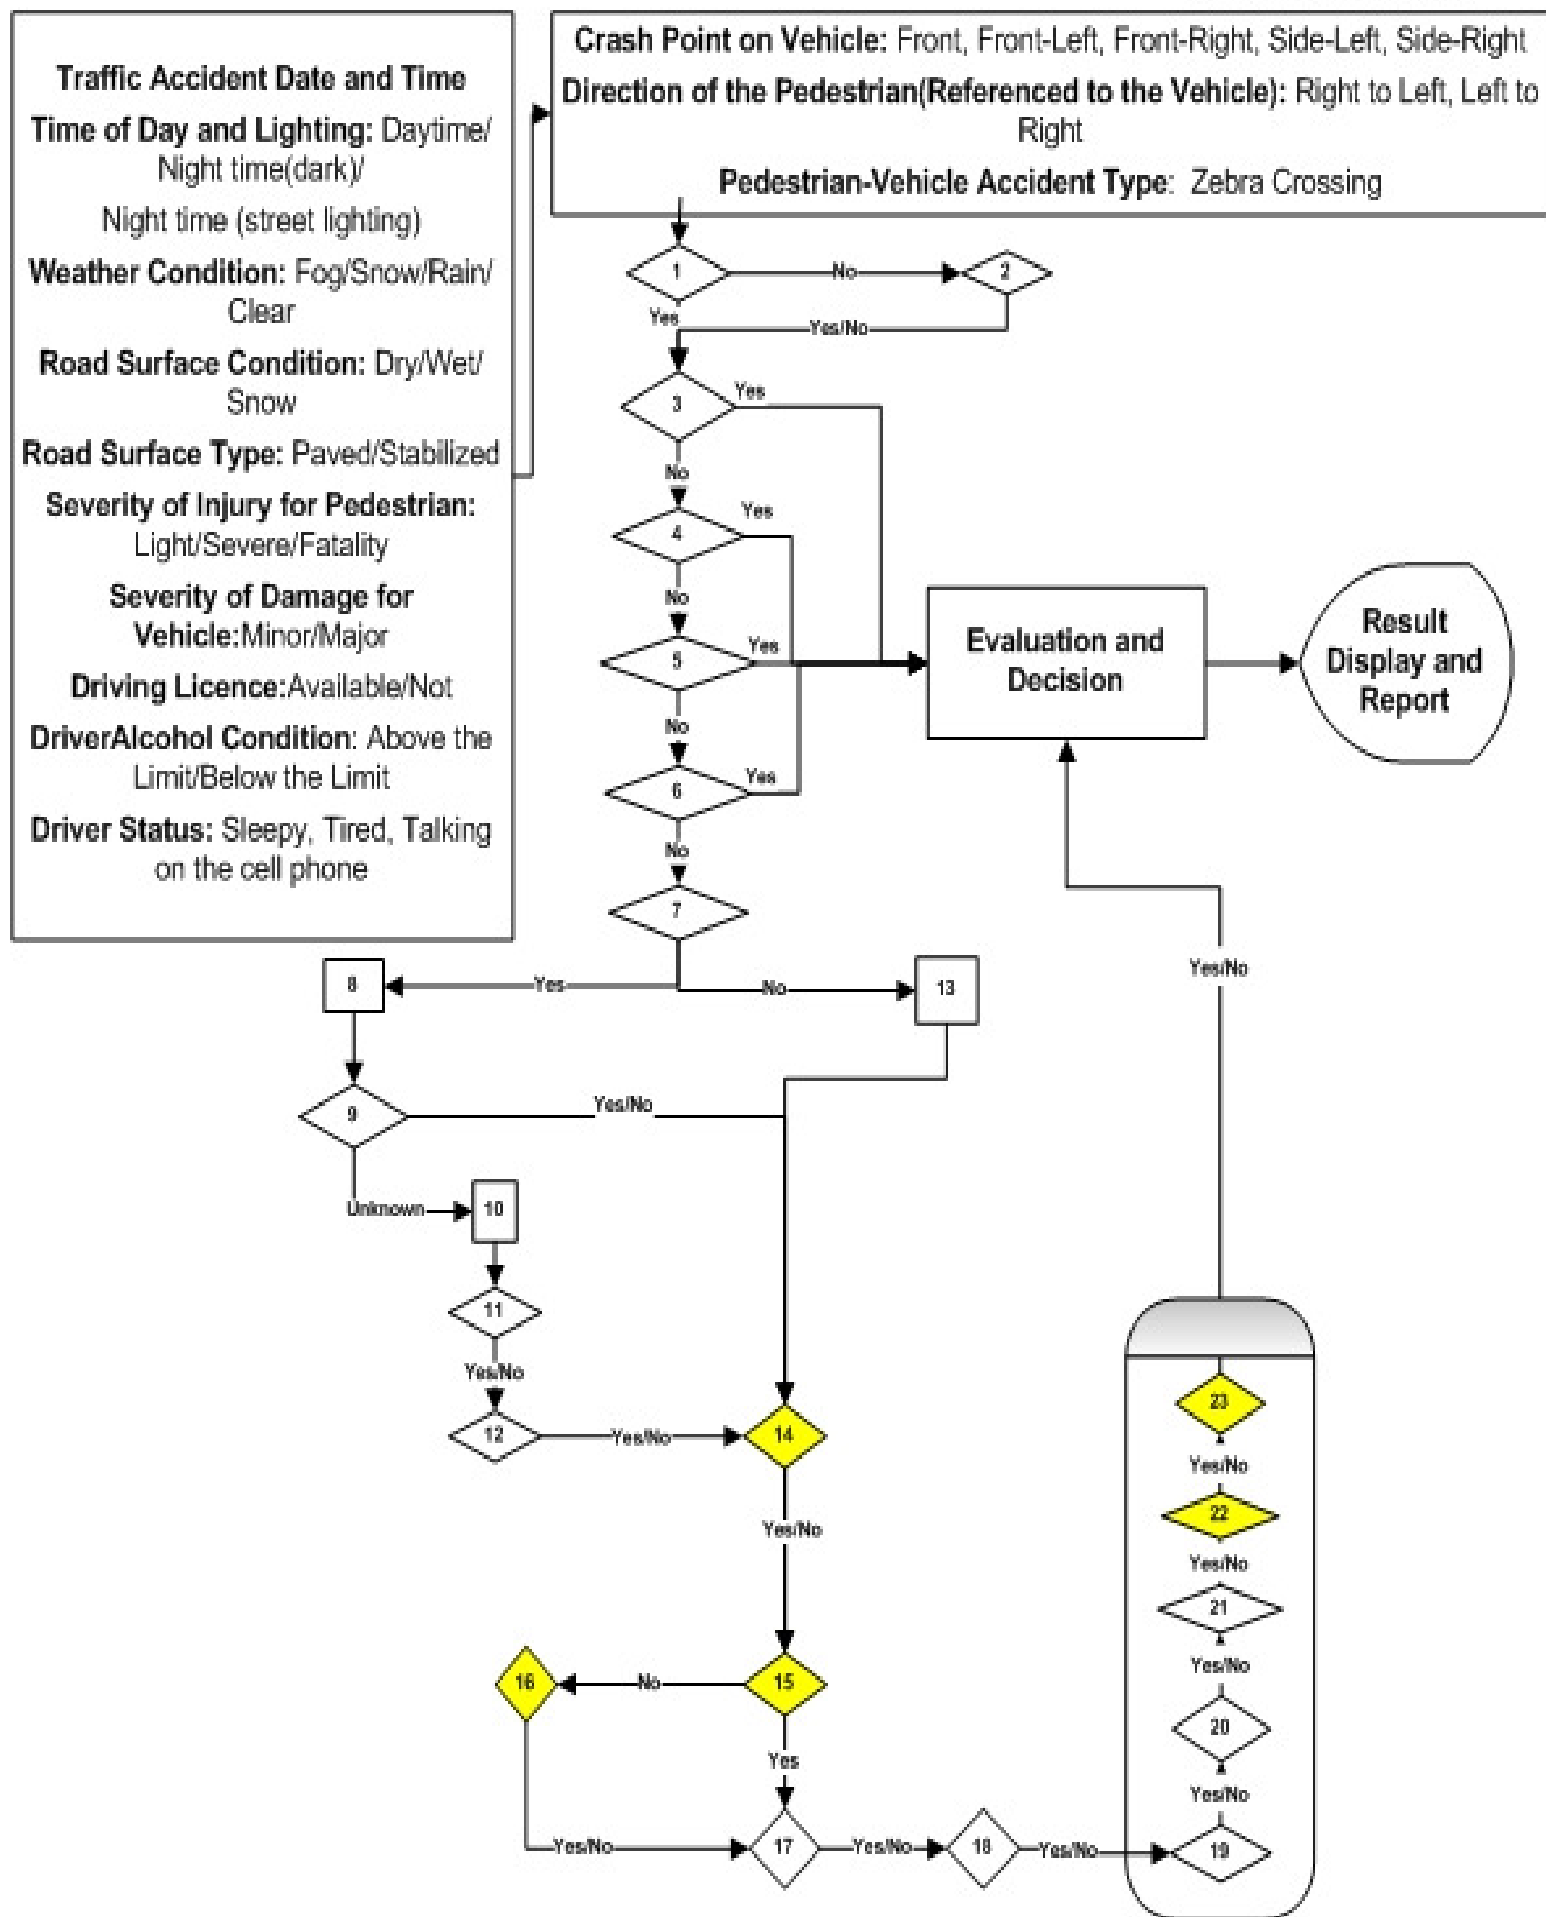 Traffic Accident Date and Time
Time of Day and Lighting: Daytime/
Night time(dark)/
Night time (street lighting)
Weather Condition: Fog/Snow/Rain/
Clear
Road Surface Condition: Dry/Wet/
Snow
Road Surface Type: Paved/Stabilized
Severity of Injury for Pedestrian:
Light/Severe/Fatality
Severity of Damage for
Vehicle:Minor/Major
Driving Licence:Available/Not
DriverAlcohol Condition: Above the
Limit/Below the Limit
Driver Status: Sleepy, Tired, Talking
on the cell phone
Crash Point on Vehicle: Front, Front-Left, Front-Right, Side-Left, Side-Right
Direction of the Pedestrian(Referenced to the Vehicle): Right to Left, Left to
Right
Pedestrian-Vehicle Accident Type: Zebra Crossing
1
No
2
Yes
Yes/No
3
Yes
No
4
Yes
No
5
Yes
No
6
Yes
No
7
Evaluation and
Decision
Result
Display and
Report
Yes
No
8
13
9
Yes/No
Unknown
10
11
Yes/No
12
Yes/No
14
Yes/No
15
No
16
Yes
Yes/No
17
Yes/No
18
Yes/No
19
Yes/No
20
Yes/No
21
Yes/No
22
Yes/No
23
Yes/No